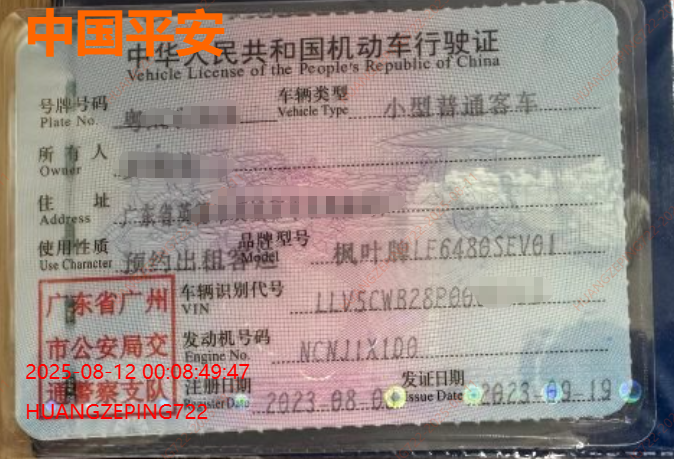 中国平安
中华人民共和国机动车行驶证
Vehicle License of the People's Republic of China
号牌号码 粤 车辆类型 小型普通客车
Plate No. Vehicle Type
所有人
Owner
住址 广东省英
Address
使用性质 预约出租客运 品牌型号 枫叶牌LF6480SEV01
Use Character Model
广东省广州 车辆识别代号 LLV5CWB28P00
VIN
市公安局交 发动机号码 NCNJ1X1D0
Engine No.
2025-08-12 00:08:49:47
通警察支队 注册日期 2023-08-0 发证日期 2023-09-19
Register Date Issue Date
HUANGZEPING722